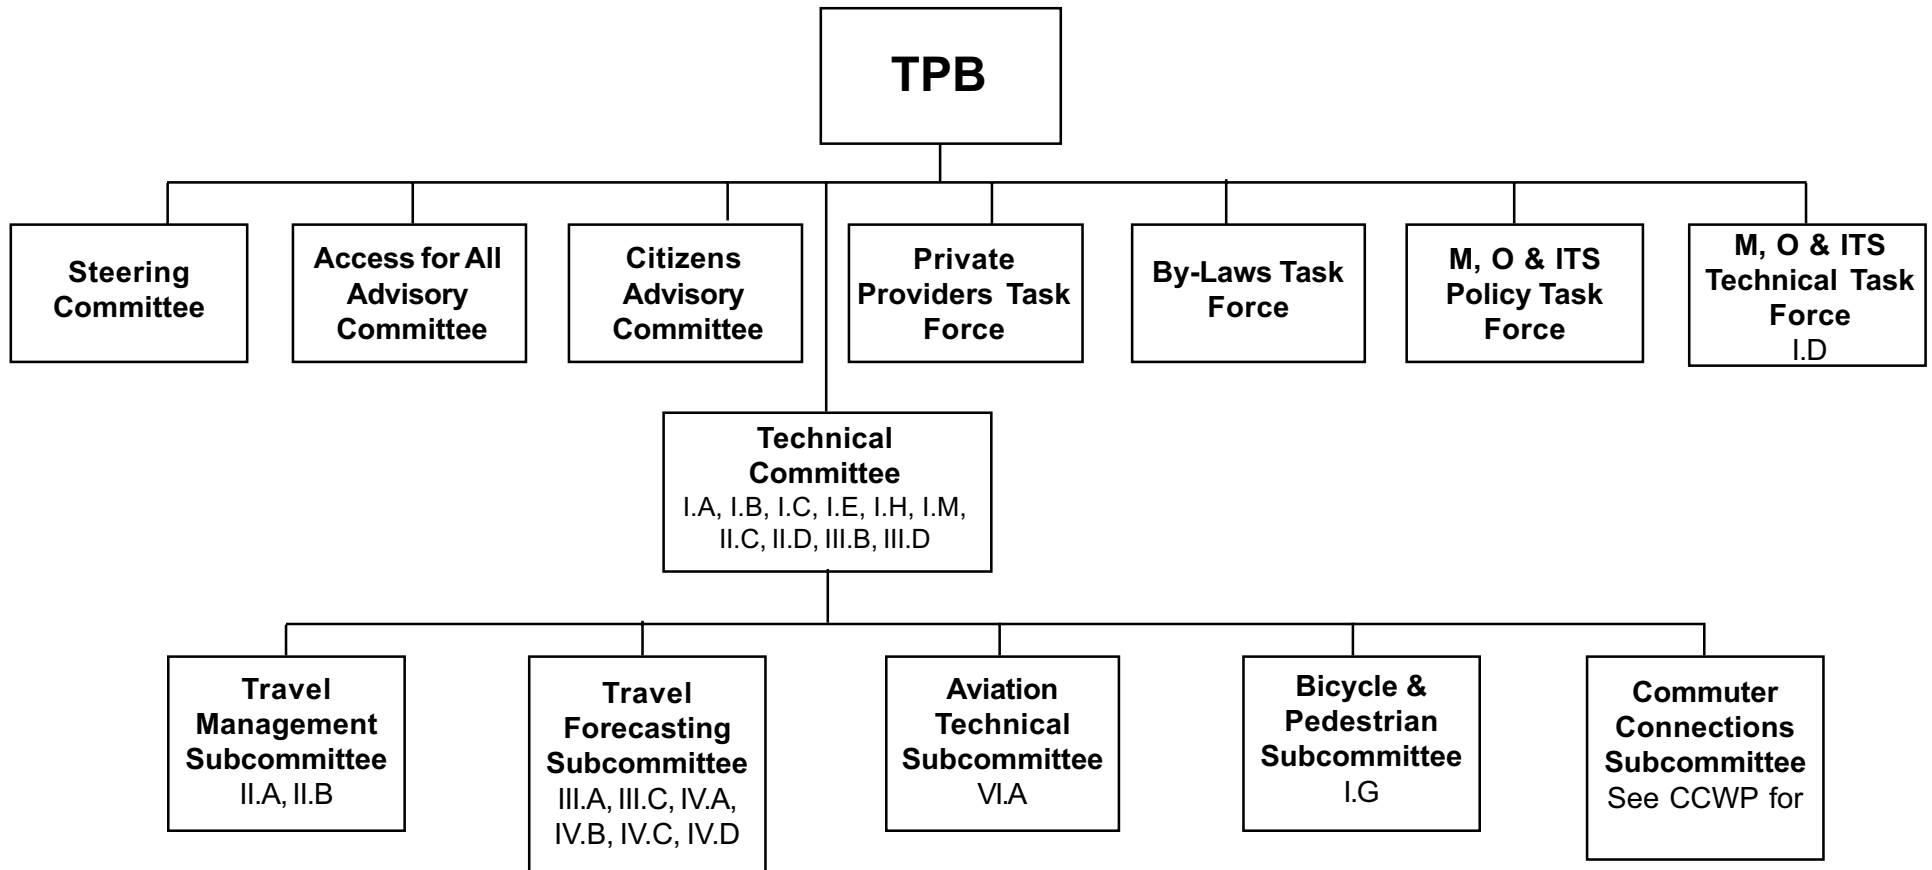 TPB
Steering
Committee
Access for All
Advisory
Committee
Citizens
Advisory
Committee
Private
Providers Task
Force
By-Laws Task
Force
M, O & ITS
Policy Task
Force
M, O & ITS
Technical Task
Force
I.D
Technical
Committee
I.A, I.B, I.C, I.E, I.H, I.M,
II.C, II.D, III.B, III.D
Travel
Management
Subcommittee
II.A, II.B
Travel
Forecasting
Subcommittee
III.A, III.C, IV.A,
IV.B, IV.C, IV.D
Aviation
Technical
Subcommittee
VI.A
Bicycle &
Pedestrian
Subcommittee
I.G
Commuter
Connections
Subcommittee
See CCWP for